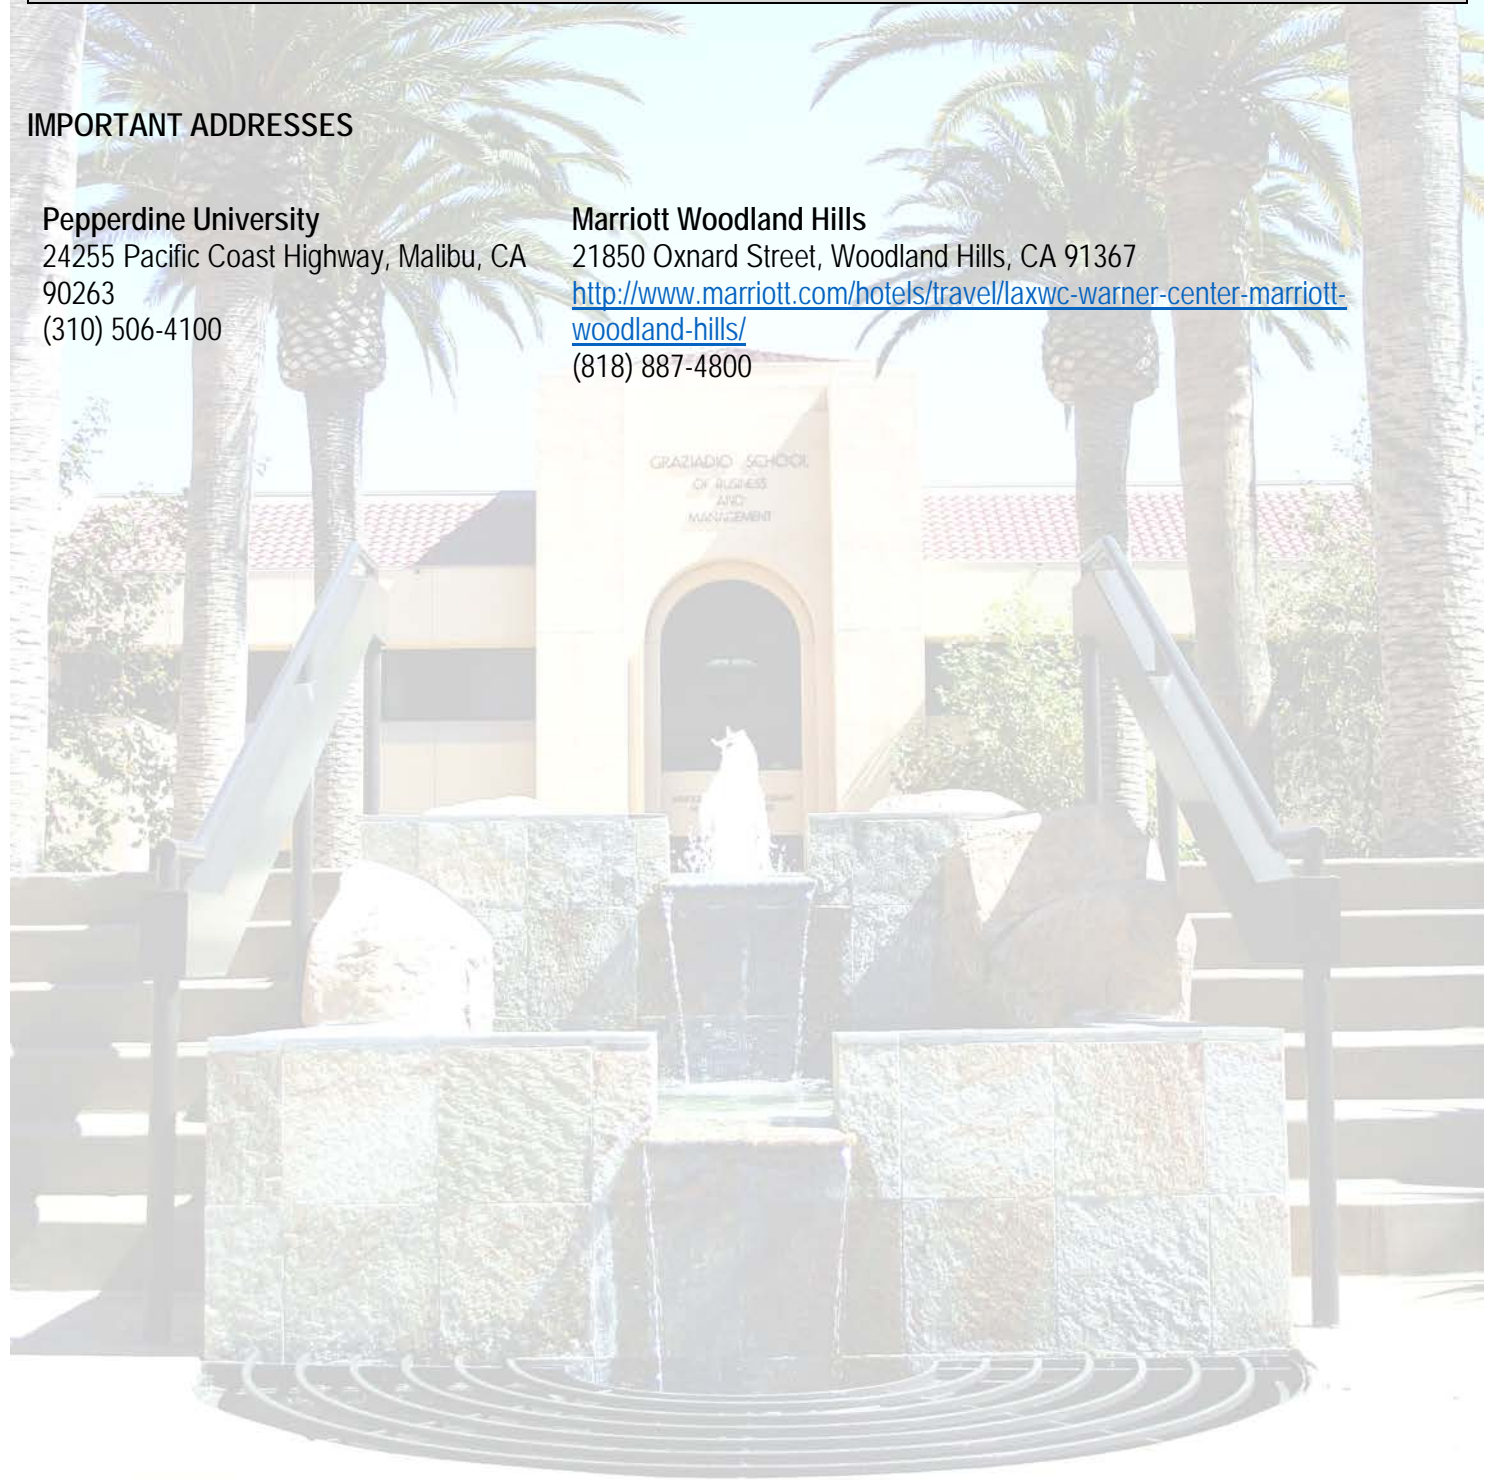 IMPORTANT ADDRESSES
Pepperdine University
24255 Pacific Coast Highway, Malibu, CA
90263
(310) 506-4100
Marriott Woodland Hills
21850 Oxnard Street, Woodland Hills, CA 91367
http://www.marriott.com/hotels/travel/laxwc-warner-center-marriott-
woodland-hills/
(818) 887-4800
GRAZIADIO SCHOOL
OF BUSINESS
AND
MANAGEMENT